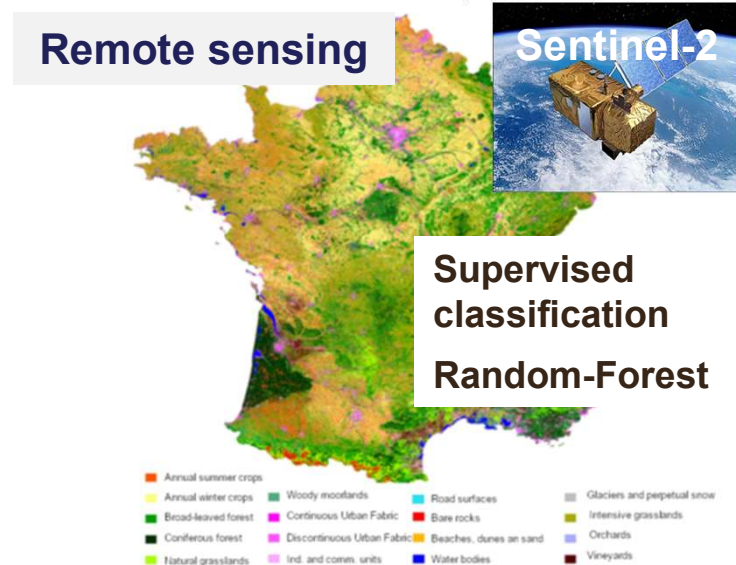 Remote sensing
Sentinel-2
Supervised
classification
Random-Forest
Annual summer crops
Annual winter crops
Broad-leaved forest
Coniferous forest
Natural grasslands
Woody moorlands
Continuous Urban Fabric
Discontinuous Urban Fabric
Ind. and comm. units
Road surfaces
Bare rocks
Beaches, dunes an sand
Water bodies
Glaciers and perpetual snow
Intensive grasslands
Orchards
Vineyards